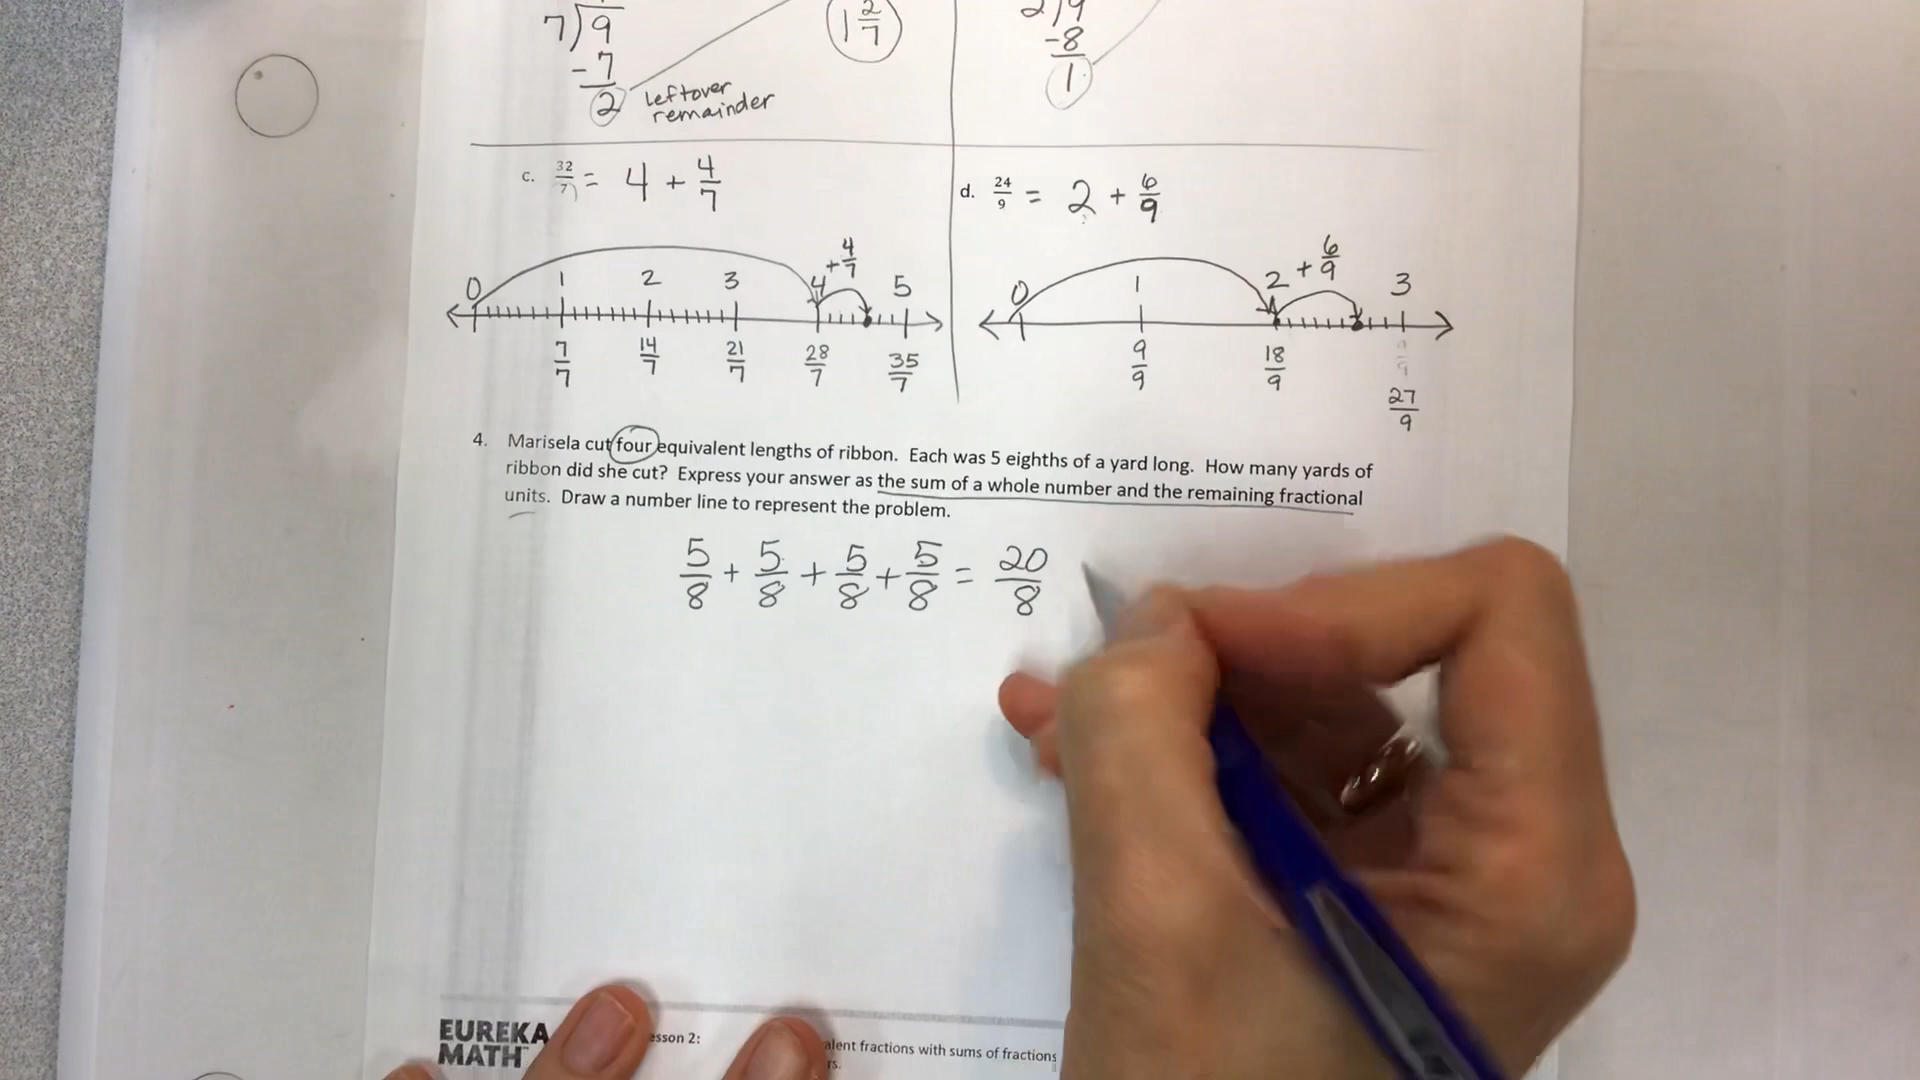 7)9
1 2/7
2)9
-7
-8
2 leftover remainder
1
c. 32/7 = 4 + 4/7
d. 24/9 = 2 + 6/9
+4/7
+6/9
0 1 2 3 4 5
0 1 2 3
7/7 14/7 21/7 28/7 35/7
9/9 18/9 27/9
4. Marisela cut four equivalent lengths of ribbon. Each was 5 eighths of a yard long. How many yards of
ribbon did she cut? Express your answer as the sum of a whole number and the remaining fractional
units. Draw a number line to represent the problem.
5/8 + 5/8 + 5/8 + 5/8 = 20/8
EUREKA
MATH
2:
fractions with sums of fractions